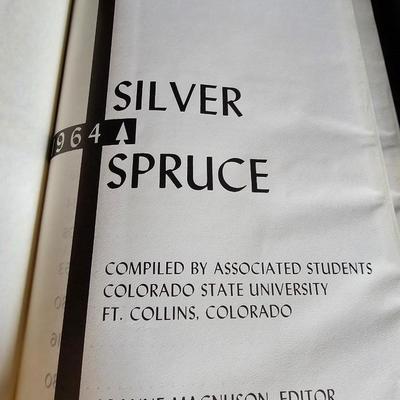 SILVER
1964
SPRUCE
COMPILED BY ASSOCIATED STUDENTS
COLORADO STATE UNIVERSITY
FT. COLLINS, COLORADO
MAGNUSON, EDITOR